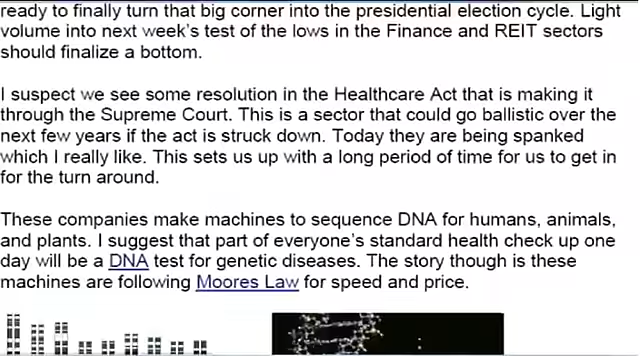 ready to finally turn that big corner into the presidential election cycle. Light
volume into next week's test of the lows in the Finance and REIT sectors
should finalize a bottom.
I suspect we see some resolution in the Healthcare Act that is making it
through the Supreme Court. This is a sector that could go ballistic over the
next few years if the act is struck down. Today they are being spanked
which I really like. This sets us up with a long period of time for us to get in
for the turn around.
These companies make machines to sequence DNA for humans, animals,
and plants. I suggest that part of everyone's standard health check up one
day will be a DNA test for genetic diseases. The story though is these
machines are following Moores Law for speed and price.